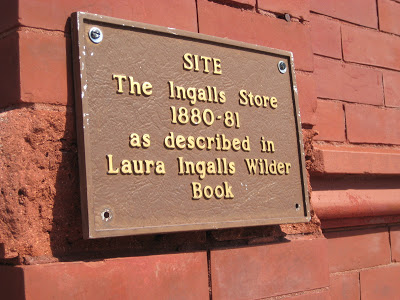 SITE
The Ingalls Store
1880-81
as described in
Laura Ingalls Wilder
Book